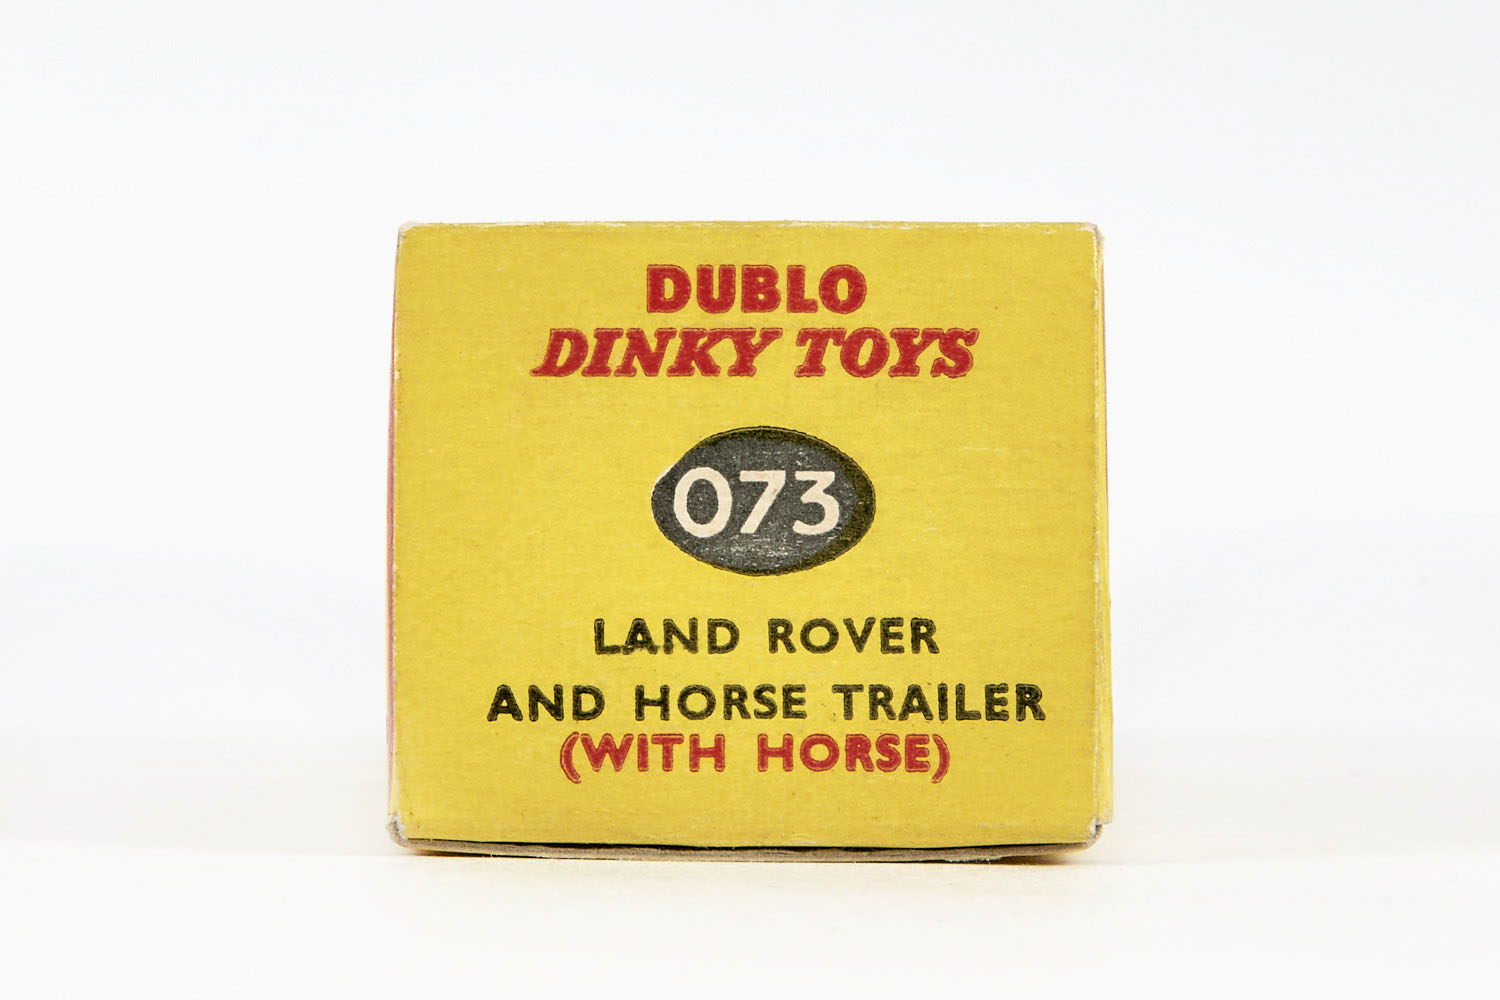 DUBLO
DINKY TOYS
073
LAND ROVER
AND HORSE TRAILER
(WITH HORSE)